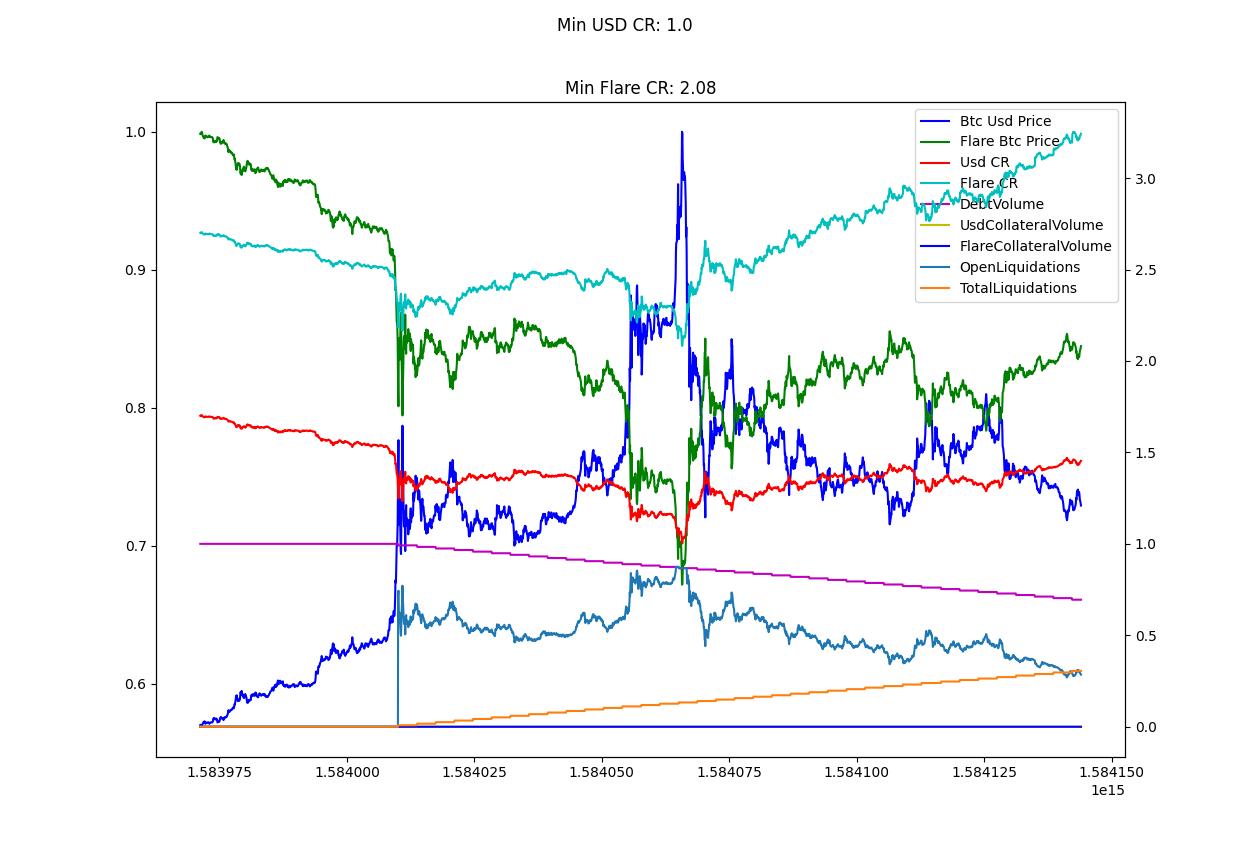 Min USD CR: 1.0
Min Flare CR: 2.08
Btc Usd Price
Flare Btc Price
Usd CR
Flare CR
DebtVolume
UsdCollateralVolume
FlareCollateralVolume
OpenLiquidations
TotalLiquidations
1.0
0.9
0.8
0.7
0.6
3.0
2.5
2.0
1.5
1.0
0.5
0.0
1.583975 1.584000 1.584025 1.584050 1.584075 1.584100 1.584125 1.584150
1e15